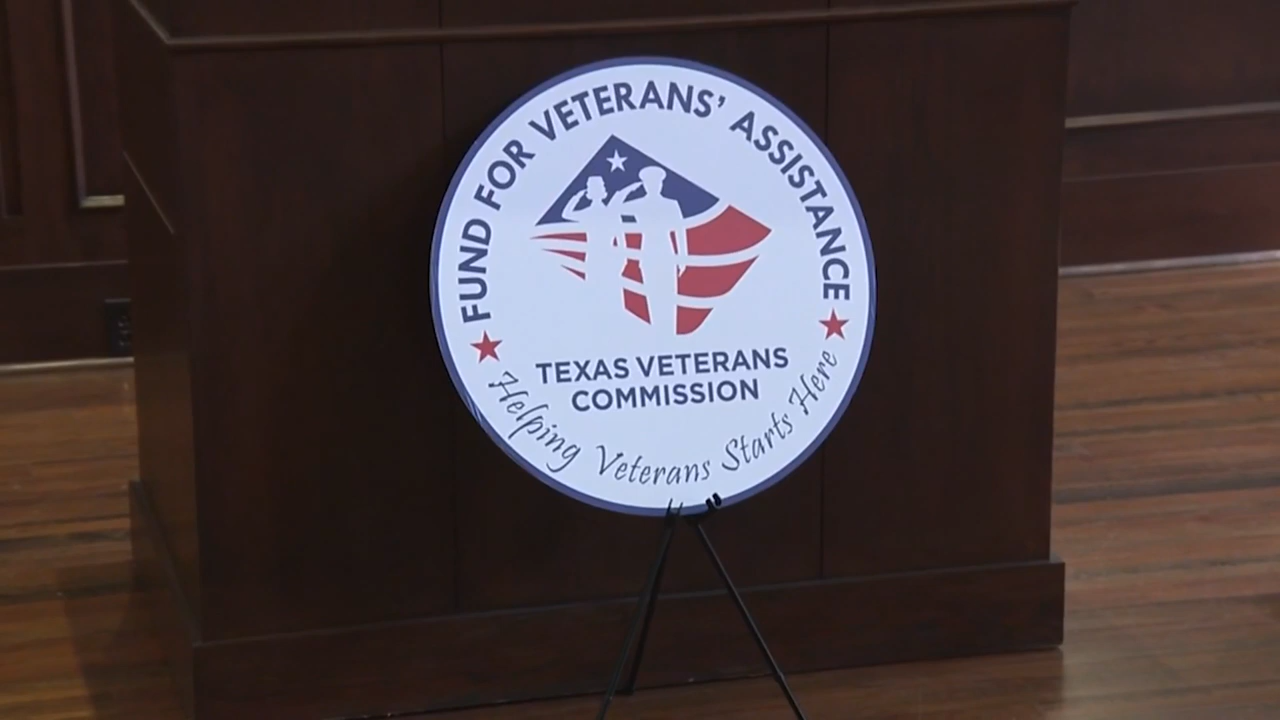 FUND FOR VETERANS' ASSISTANCE
TEXAS VETERANS
COMMISSION
Helping Veterans Starts Here